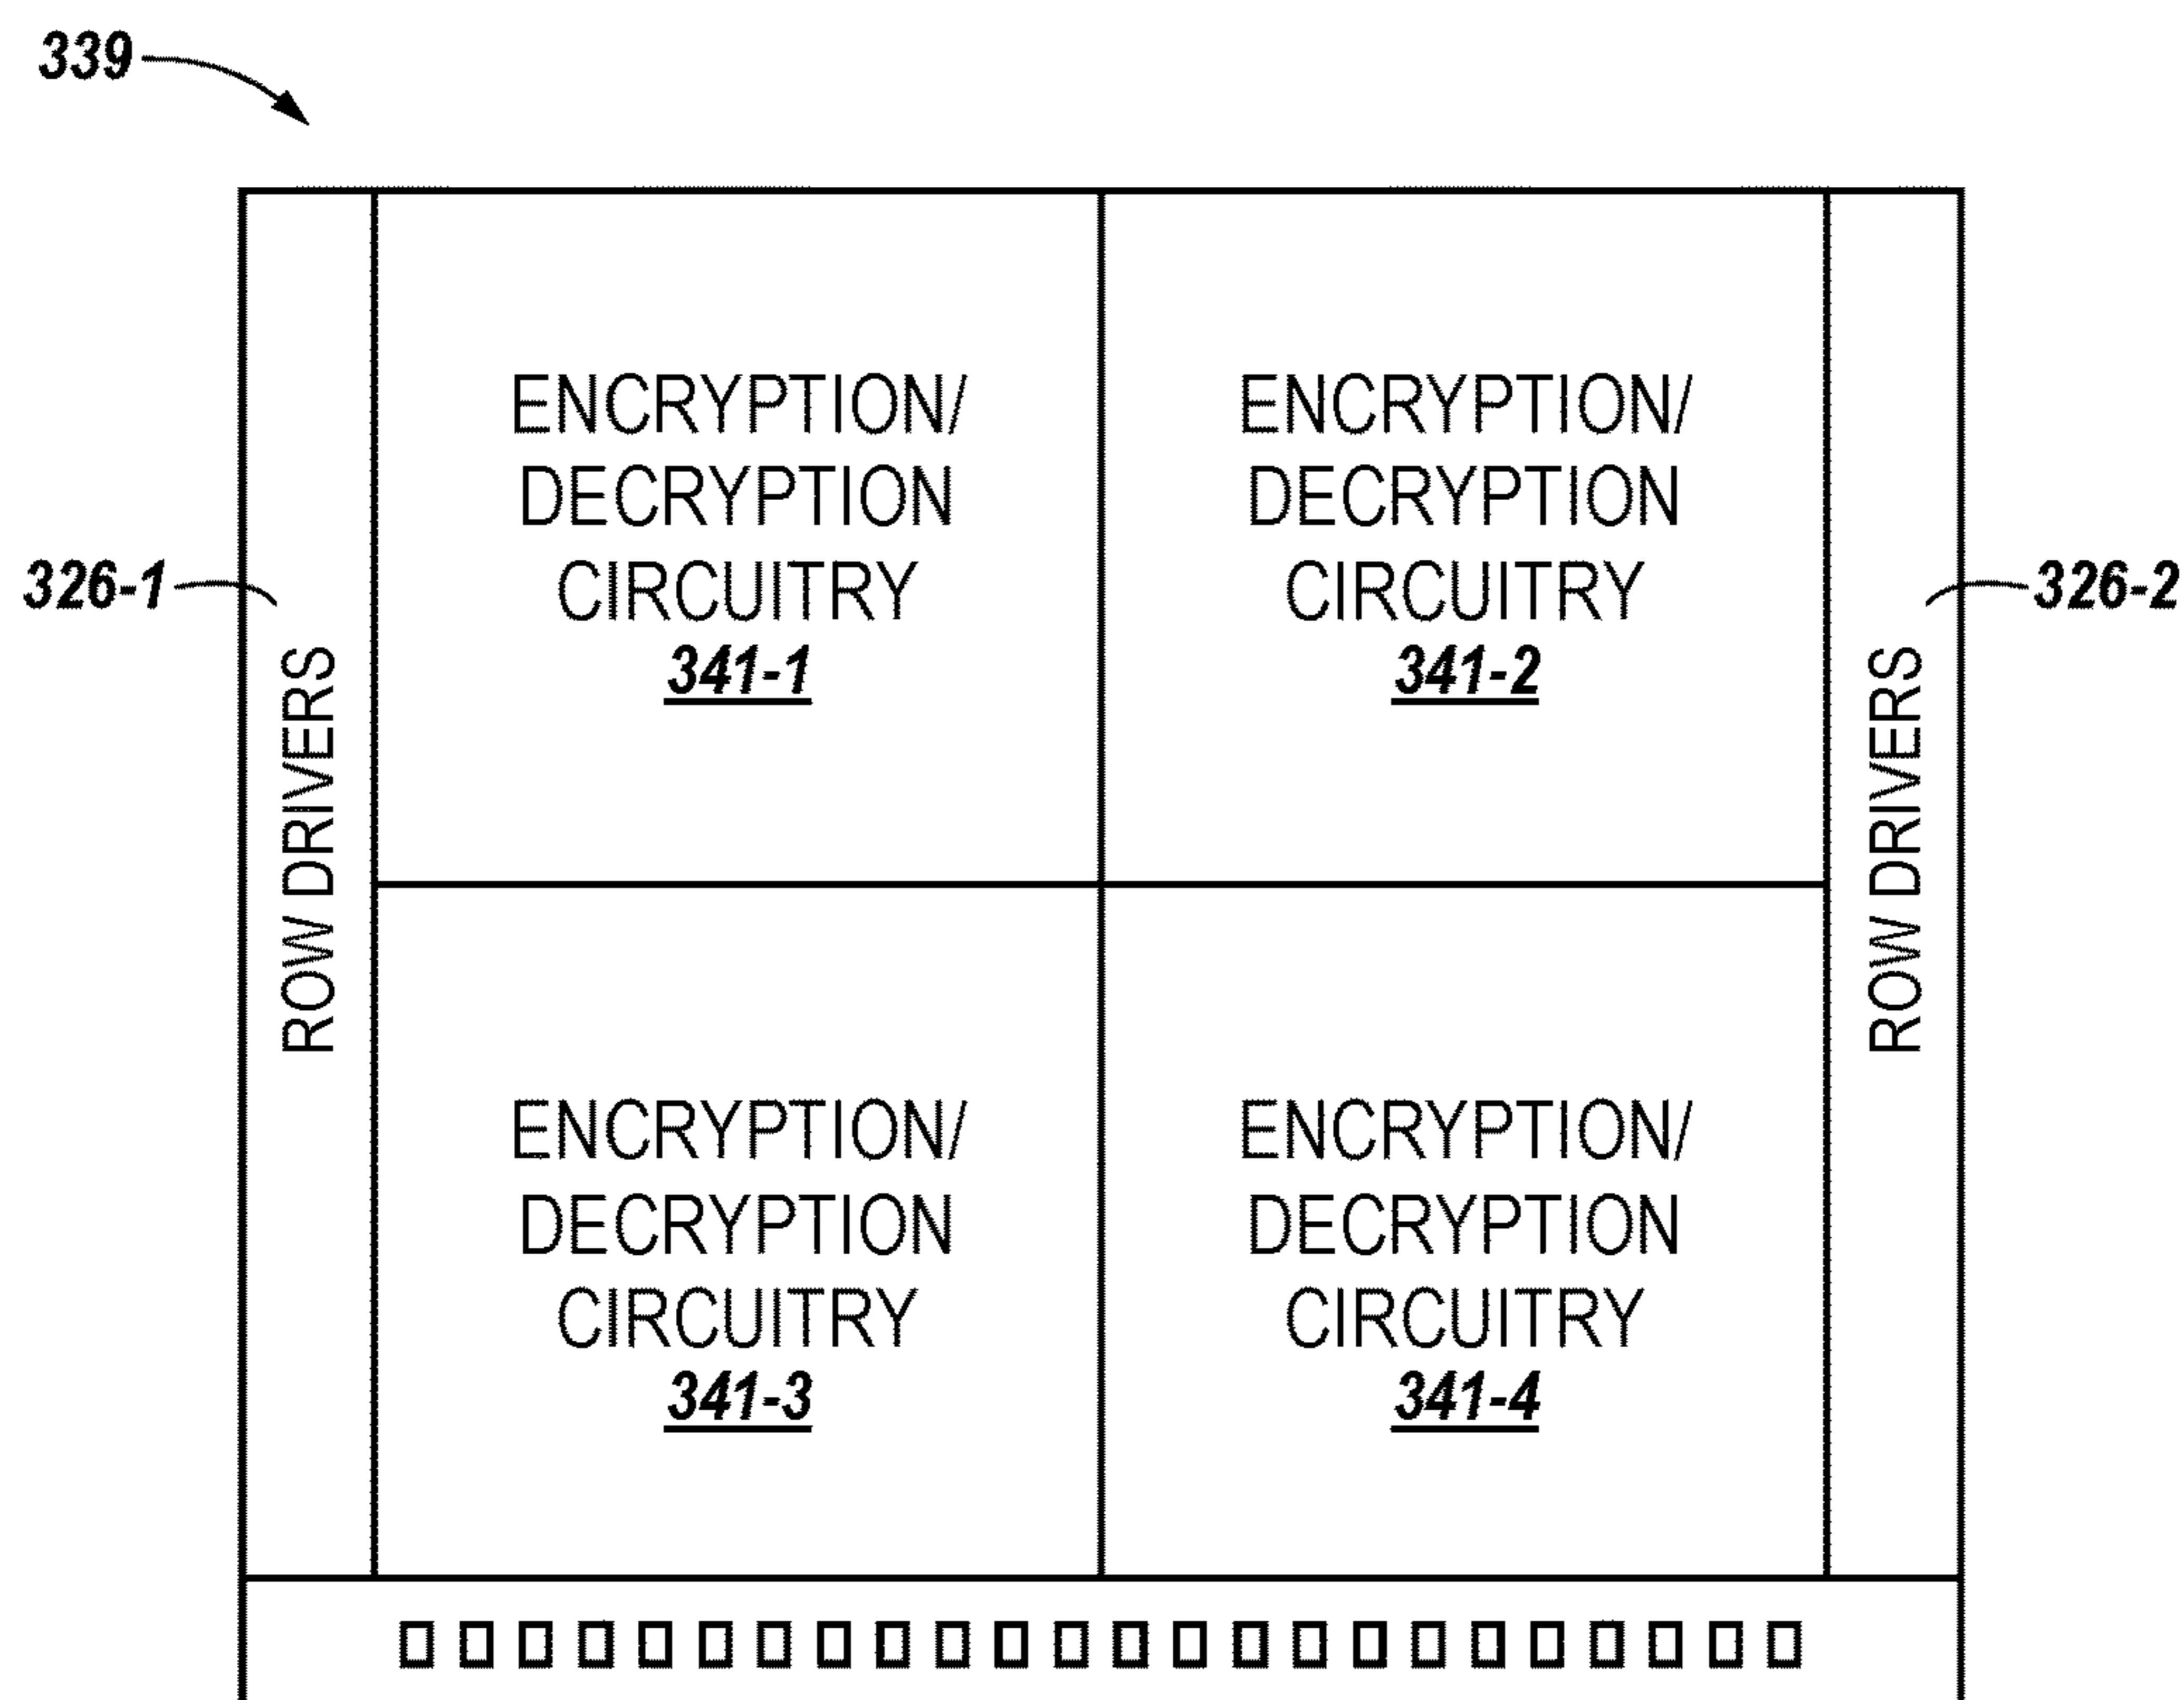 339
ENCRYPTION/
DECRYPTION
CIRCUITRY
341-1
ENCRYPTION/
DECRYPTION
CIRCUITRY
341-2
326-1
ROW DRIVERS
326-2
ROW DRIVERS
ENCRYPTION/
DECRYPTION
CIRCUITRY
341-3
ENCRYPTION/
DECRYPTION
CIRCUITRY
341-4